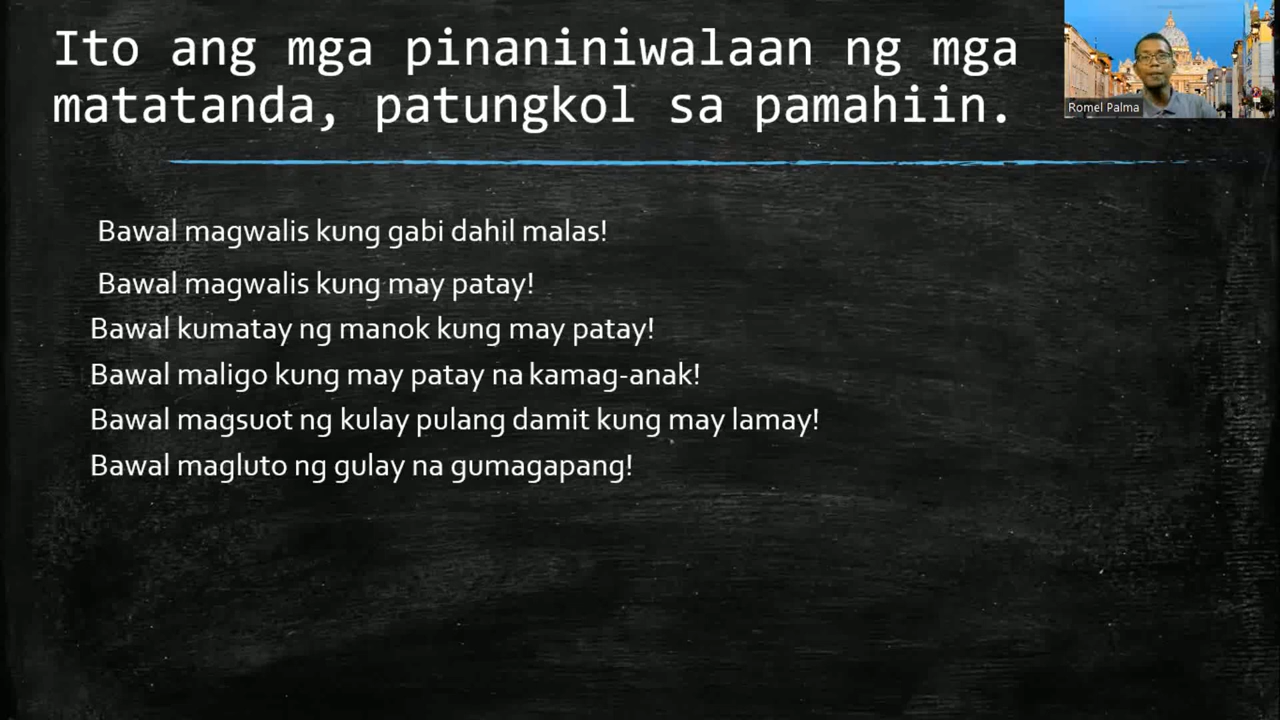 Ito ang mga pinaniniwalaan ng mga
matatanda, patungkol sa pamahiin.
Romel Palma
Bawal magwalis kung gabi dahil malas!
Bawal magwalis kung may patay!
Bawal kumatay ng manok kung may patay!
Bawal maligo kung may patay na kamag-anak!
Bawal magsuot ng kulay pulang damit kung may lamay!
Bawal magluto ng gulay na gumagapang!